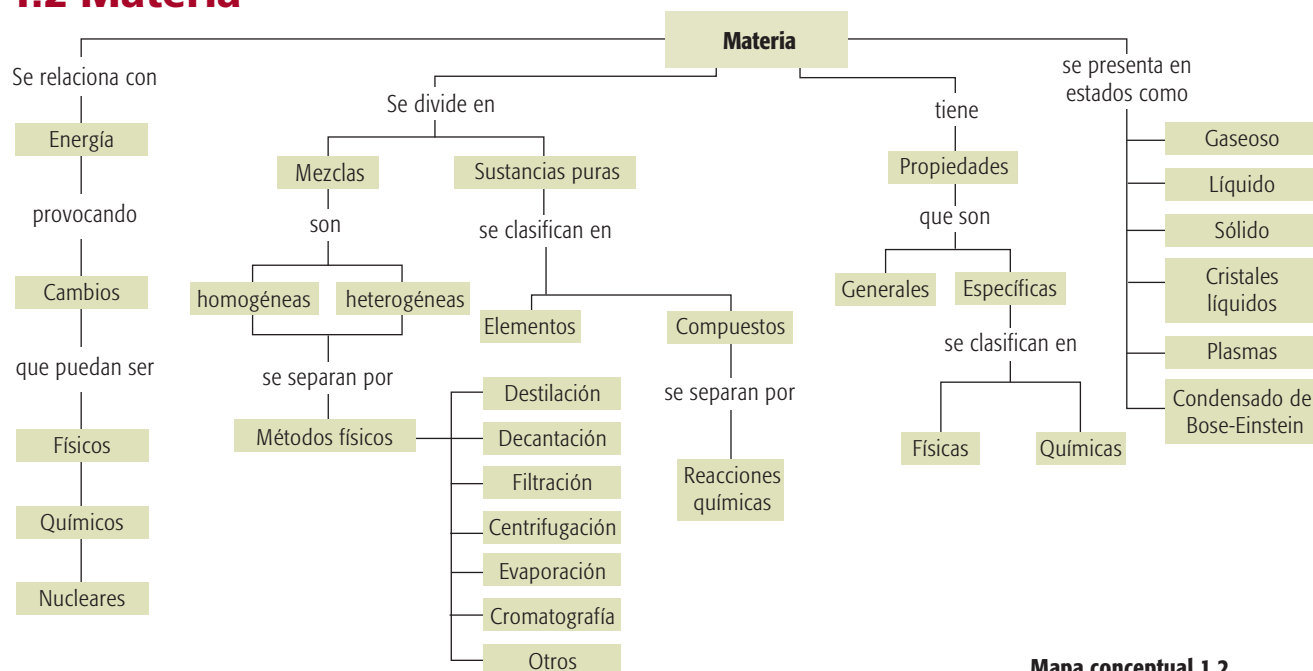 1.2 Materia
Materia
Se relaciona con
Energía
provocando
Cambios
que puedan ser
Físicos
Químicos
Nucleares
Se divide en
Mezclas
son
homogéneas
heterogéneas
se separan por
Métodos físicos
Destilación
Decantación
Filtración
Centrifugación
Evaporación
Cromatografía
Otros
Sustancias puras
se clasifican en
Elementos
Compuestos
se separan por
Reacciones
químicas
tiene
Propiedades
que son
Generales
Específicas
se clasifican en
Físicas
Químicas
se presenta en
estados como
Gaseoso
Líquido
Sólido
Cristales
líquidos
Plasmas
Condensado de
Bose-Einstein
Mapa conceptual 1.2